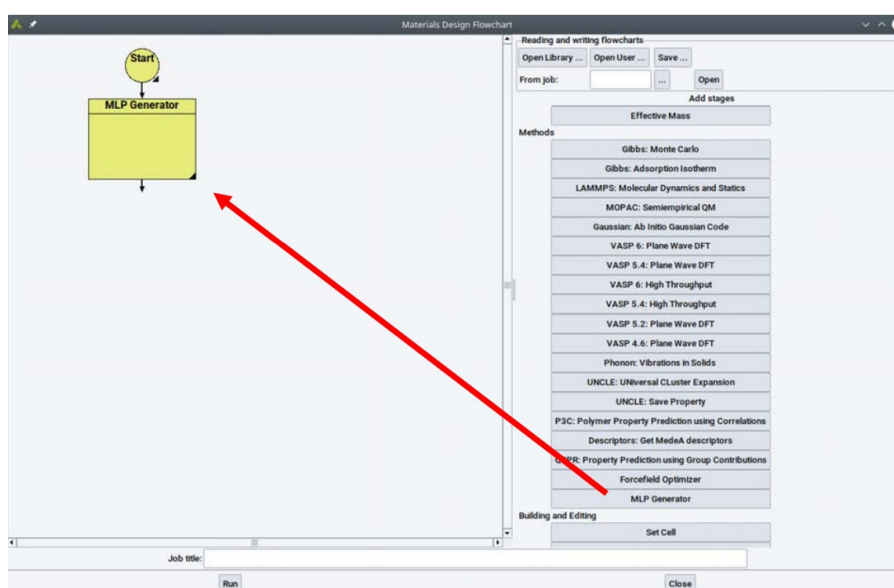 Materials Design Flowchart
Start
MLP Generator
Reading and writing flowcharts
Open Library ... Open User ... Save ...
From job: ... Open
Add stages
Effective Mass
Methods
Gibbs: Monte Carlo
Gibbs: Adsorption Isotherm
LAMMPS: Molecular Dynamics and Statics
MOPAC: Semiempirical QM
Gaussian: Ab Initio Gaussian Code
VASP 6: Plane Wave DFT
VASP 5.4: Plane Wave DFT
VASP 6: High Throughput
VASP 5.4: High Throughput
VASP 5.2: Plane Wave DFT
VASP 4.6: Plane Wave DFT
Phonon: Vibrations in Solids
UNCLE: UNiversal CLuster Expansion
UNCLE: Save Property
P3C: Polymer Property Prediction using Correlations
Descriptors: Get MedeA descriptors
Property Prediction using Group Contributions
Forcefield Optimizer
MLP Generator
Building and Editing
Set Cell
Job title:
Run Close